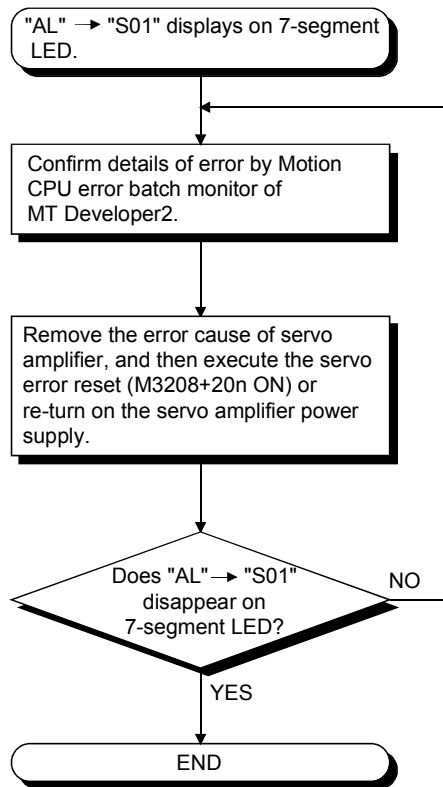 "AL" → "S01" displays on 7-segment
LED.
Confirm details of error by Motion
CPU error batch monitor of
MT Developer2.
Remove the error cause of servo
amplifier, and then execute the servo
error reset (M3208+20n ON) or
re-turn on the servo amplifier power
supply.
Does "AL" → "S01"
disappear on
7-segment LED?
NO
YES
END